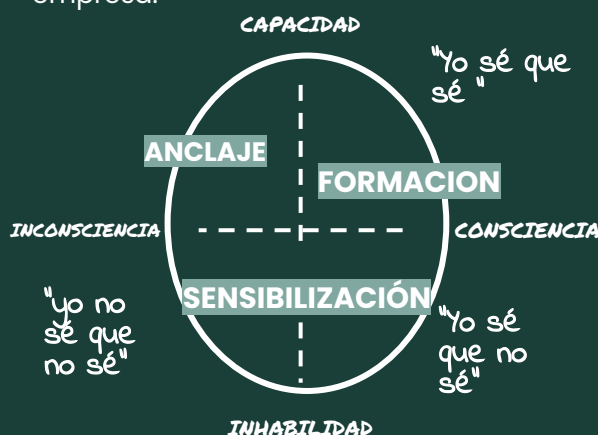 empresa.
CAPACIDAD
"Yo sé que
sé "
ANCLAJE
FORMACION
INCONSCIENCIA
CONSCIENCIA
"yo no
sé que
no sé"
SENSIBILIZACIÓN
"Yo sé
que no
sé"
INHABILIDAD